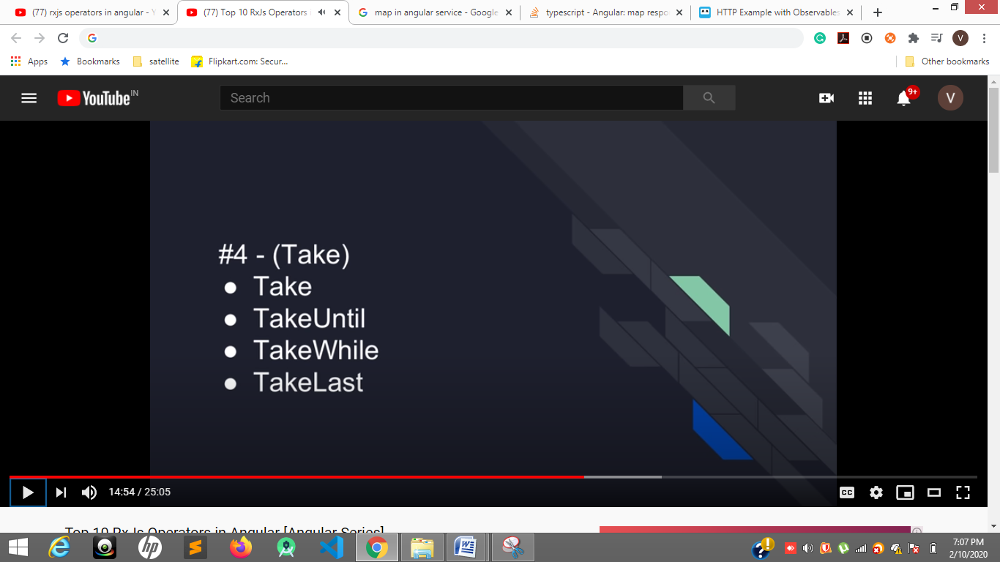 (77) rxjs operators in angular - Y
(77) Top 10 RxJs Operators i
map in angular service - Google
typescript - Angular: map respo
HTTP Example with Observables
V
Apps
Bookmarks
satellite
Flipkart.com: Secur...
Other bookmarks
YouTube IN
Search
9+
V
#4 - (Take)
● Take
● TakeUntil
● TakeWhile
● TakeLast
14:54 / 25:05
CC
Top 10 RxJs Operators in Angular [Angular Series]
hp
7:07 PM
2/10/2020